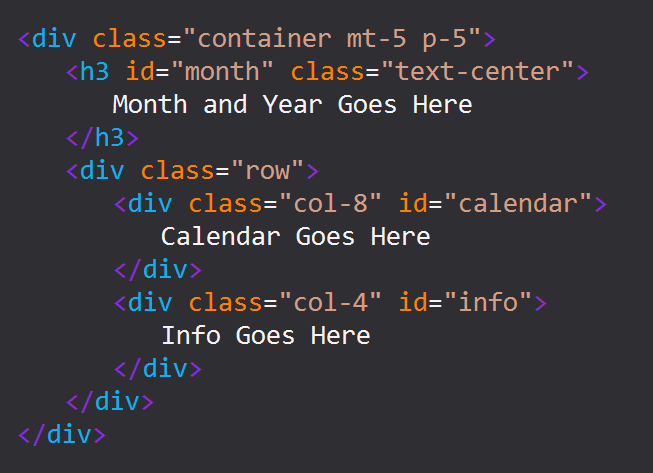 <div class="container mt-5 p-5">
<h3 id="month" class="text-center">
Month and Year Goes Here
</h3>
<div class="row">
<div class="col-8" id="calendar">
Calendar Goes Here
</div>
<div class="col-4" id="info">
Info Goes Here
</div>
</div>
</div>